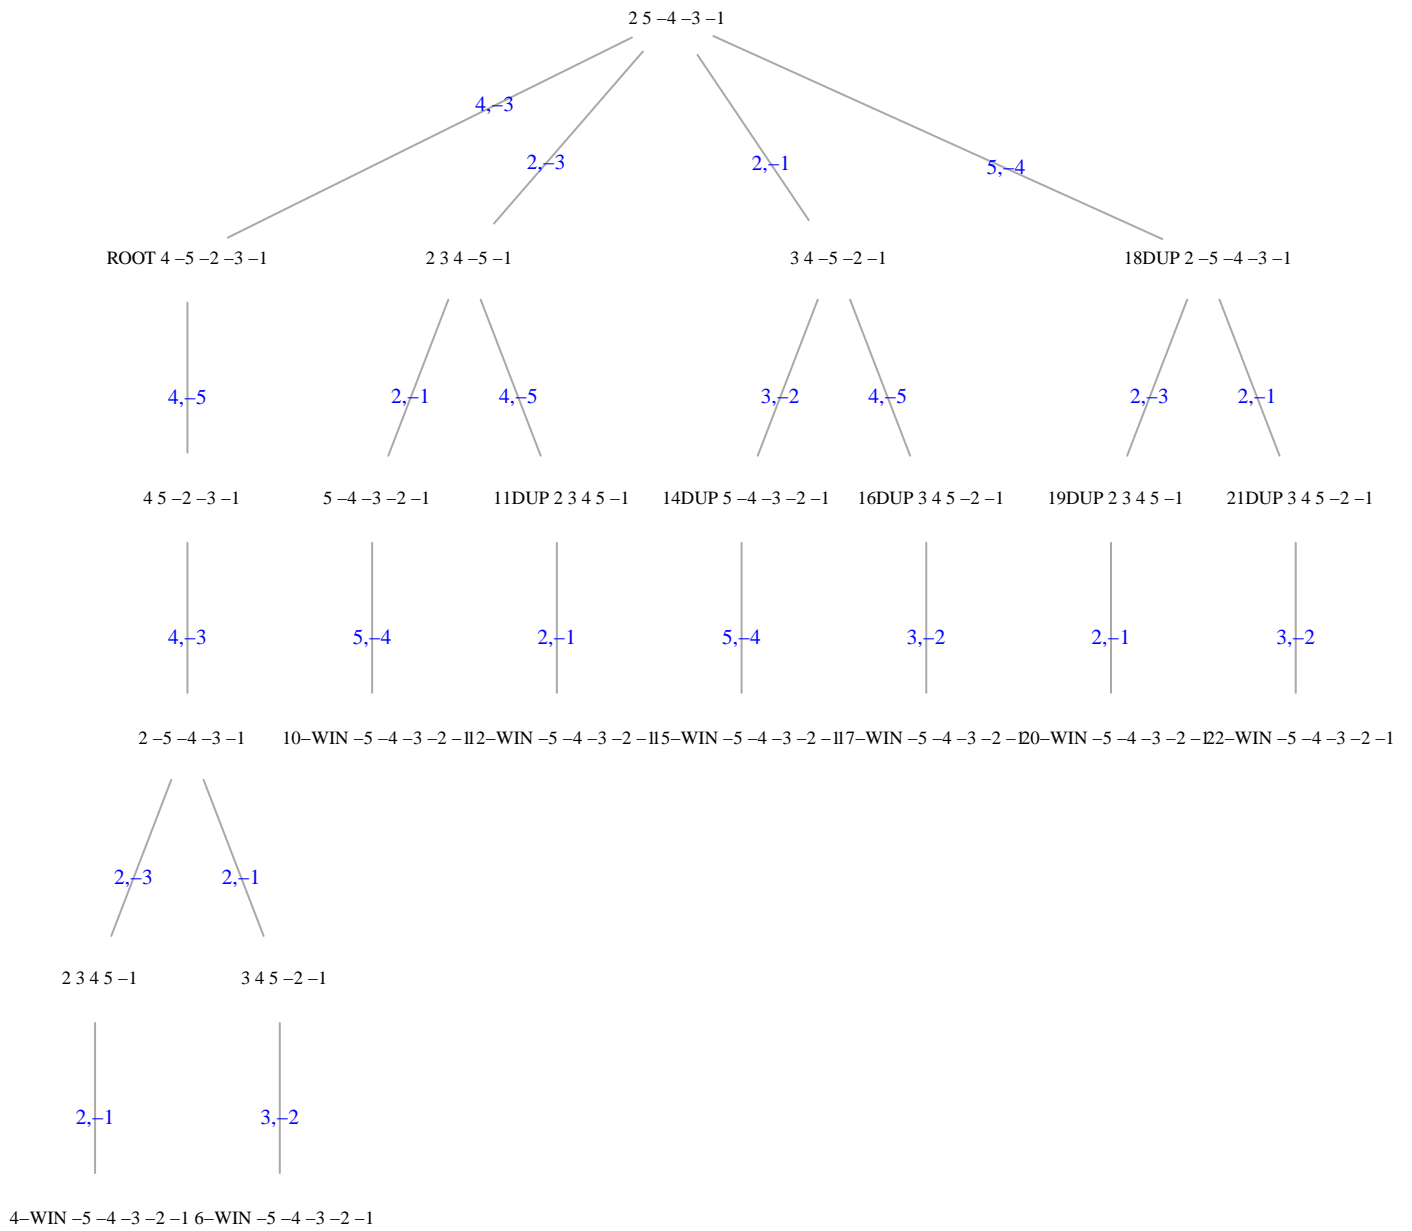 2 5 –4 –3 –1
4,–3
2,–3
2,–1
5,–4
ROOT 4 –5 –2 –3 –1
2 3 4 –5 –1
3 4 –5 –2 –1
18DUP 2 –5 –4 –3 –1
4,–5
2,–1
4,–5
3,–2
4,–5
2,–3
2,–1
4 5 –2 –3 –1
5 –4 –3 –2 –1
11DUP 2 3 4 5 –1
14DUP 5 –4 –3 –2 –1
16DUP 3 4 5 –2 –1
19DUP 2 3 4 5 –1
21DUP 3 4 5 –2 –1
4,–3
5,–4
2,–1
5,–4
3,–2
2,–1
3,–2
2 –5 –4 –3 –1
10–WIN –5 –4 –3 –2 –1
12–WIN –5 –4 –3 –2 –1
15–WIN –5 –4 –3 –2 –1
17–WIN –5 –4 –3 –2 –1
20–WIN –5 –4 –3 –2 –1
22–WIN –5 –4 –3 –2 –1
2,–3
2,–1
2 3 4 5 –1
3 4 5 –2 –1
2,–1
3,–2
4–WIN –5 –4 –3 –2 –1
6–WIN –5 –4 –3 –2 –1